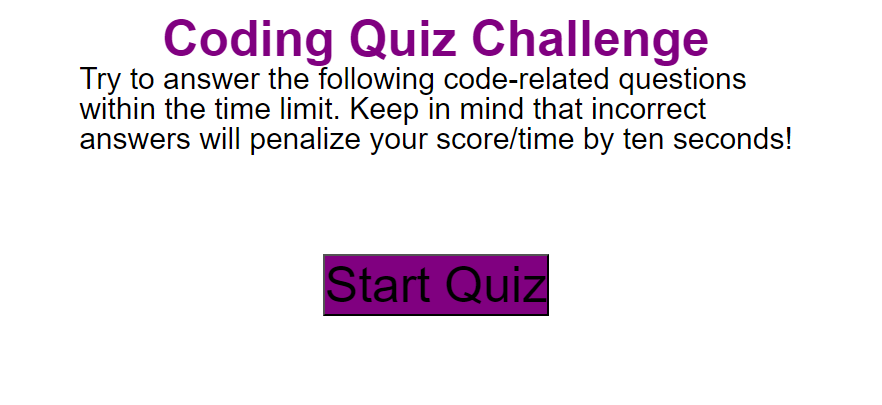 Coding Quiz Challenge
Try to answer the following code-related questions
within the time limit. Keep in mind that incorrect
answers will penalize your score/time by ten seconds!
Start Quiz